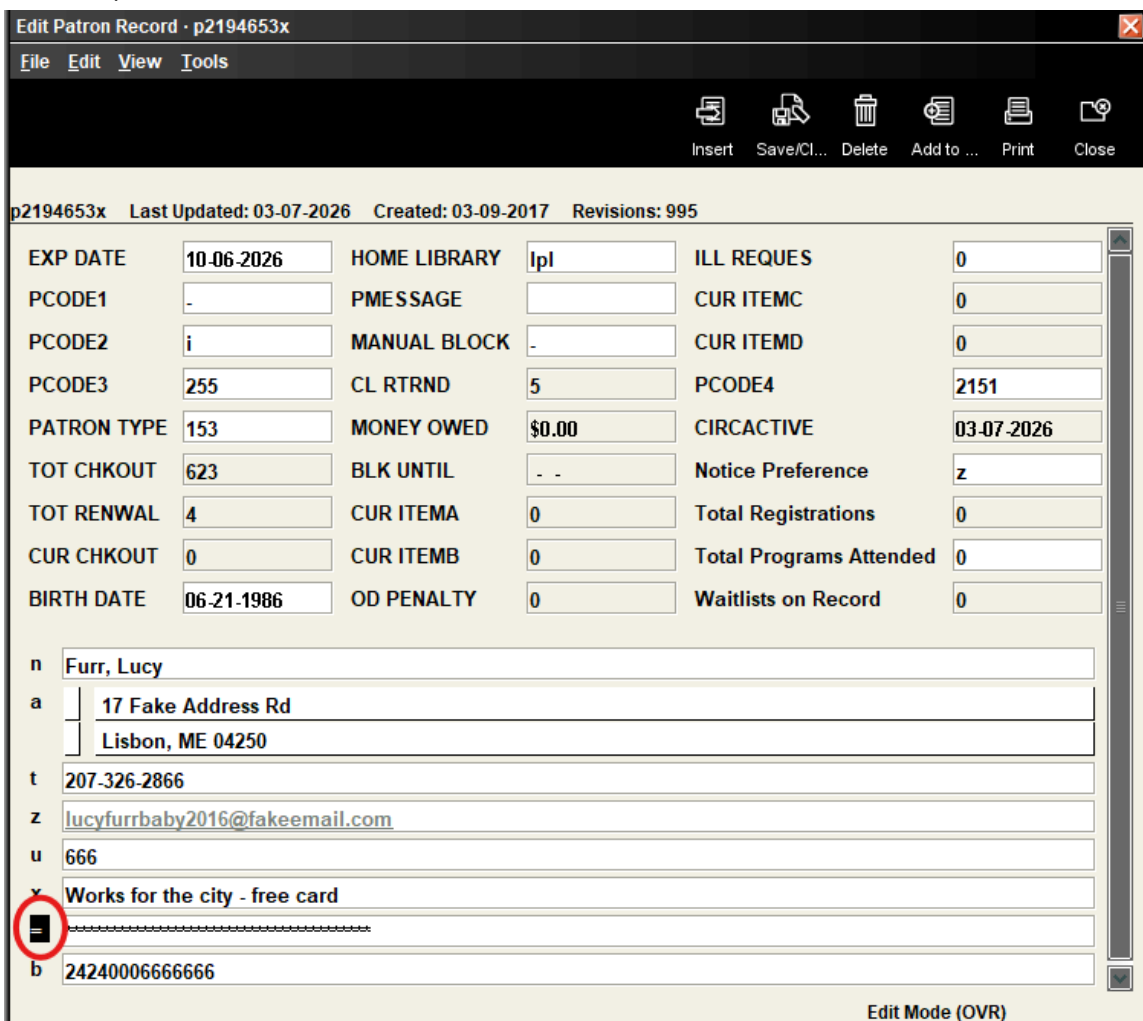 Edit Patron Record · p2194653x
File Edit View Tools
Insert Save/Cl... Delete Add to ... Print Close
p2194653x Last Updated: 03-07-2026 Created: 03-09-2017 Revisions: 995
EXP DATE 10-06-2026 HOME LIBRARY lpl ILL REQUES 0
PCODE1 - PMESSAGE CUR ITEMC 0
PCODE2 i MANUAL BLOCK - CUR ITEMD 0
PCODE3 255 CL RTRND 5 PCODE4 2151
PATRON TYPE 153 MONEY OWED $0.00 CIRCACTIVE 03-07-2026
TOT CHKOUT 623 BLK UNTIL - - Notice Preference z
TOT RENWAL 4 CUR ITEMA 0 Total Registrations 0
CUR CHKOUT 0 CUR ITEMB 0 Total Programs Attended 0
BIRTH DATE 06-21-1986 OD PENALTY 0 Waitlists on Record 0
n Furr, Lucy
a 17 Fake Address Rd
Lisbon, ME 04250
t 207-326-2866
z lucyfurrbaby2016@fakeemail.com
u 666
x Works for the city - free card
=
b 24240006666666
Edit Mode (OVR)